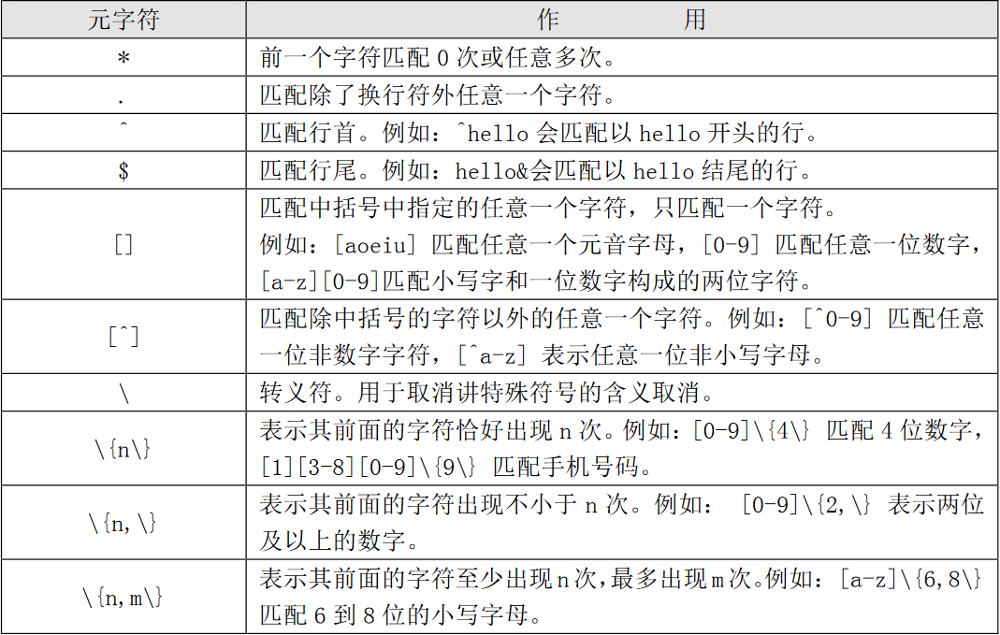 元字符 作 用
* 前一个字符匹配 0 次或任意多次。
. 匹配除了换行符外任意一个字符。
^ 匹配行首。例如：^hello 会匹配以 hello 开头的行。
$ 匹配行尾。例如：hello&会匹配以 hello 结尾的行。
[] 匹配中括号中指定的任意一个字符，只匹配一个字符。
例如：[aoeiu] 匹配任意一个元音字母，[0-9] 匹配任意一位数字，
[a-z][0-9]匹配小写字和一位数字构成的两位字符。
[^] 匹配除中括号的字符以外的任意一个字符。例如：[^0-9] 匹配任意
一位非数字字符，[^a-z] 表示任意一位非小写字母。
\ 转义符。用于取消讲特殊符号的含义取消。
\{n\} 表示其前面的字符恰好出现 n 次。例如：[0-9]\{4\} 匹配 4 位数字，
[1][3-8][0-9]\{9\} 匹配手机号码。
\{n,\} 表示其前面的字符出现不小于 n 次。例如： [0-9]\{2,\} 表示两位
及以上的数字。
\{n,m\} 表示其前面的字符至少出现 n 次，最多出现 m 次。例如：[a-z]\{6,8\}
匹配 6 到 8 位的小写字母。